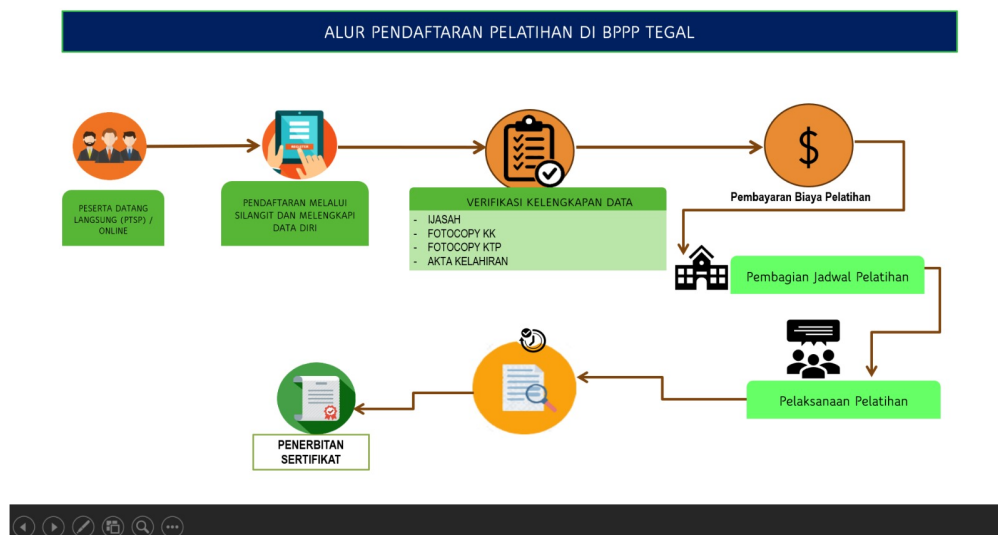 ALUR PENDAFTARAN PELATIHAN DI BPPP TEGAL
PESERTA DATANG
LANGSUNG (PTSP) /
ONLINE
PENDAFTARAN MELALUI
SILANGIT DAN MELENGKAPI
DATA DIRI
VERIFIKASI KELENGKAPAN DATA
- IJASAH
- FOTOCOPY KK
- FOTOCOPY KTP
- AKTA KELAHIRAN
$
Pembayaran Biaya Pelatihan
Pembagian Jadwal Pelatihan
Pelaksanaan Pelatihan
PENERBITAN
SERTIFIKAT